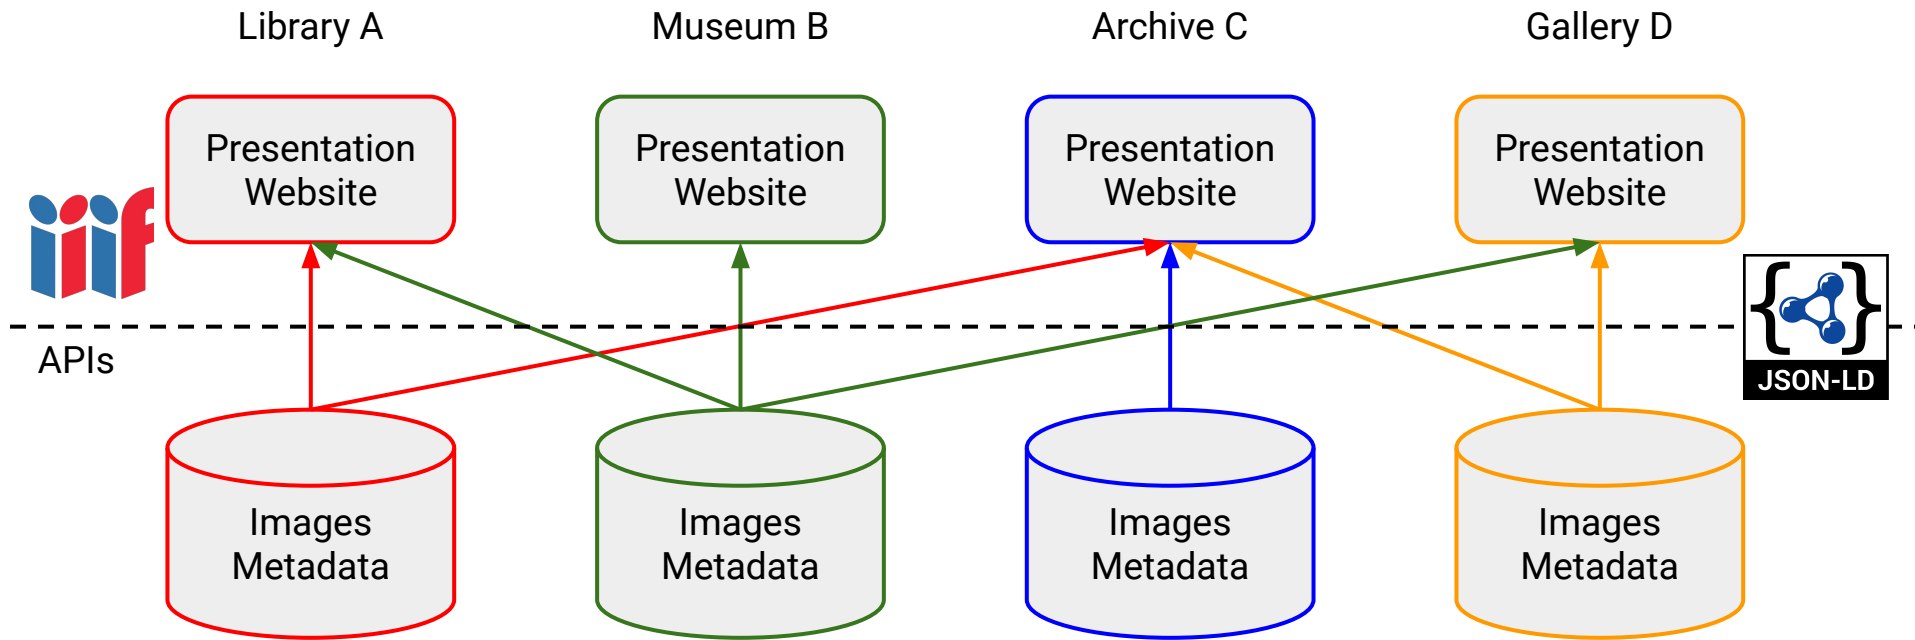 Library A
Museum B
Archive C
Gallery D
Presentation
Website
Presentation
Website
Presentation
Website
Presentation
Website
iiif
APIs
{ }
JSON-LD
Images
Metadata
Images
Metadata
Images
Metadata
Images
Metadata